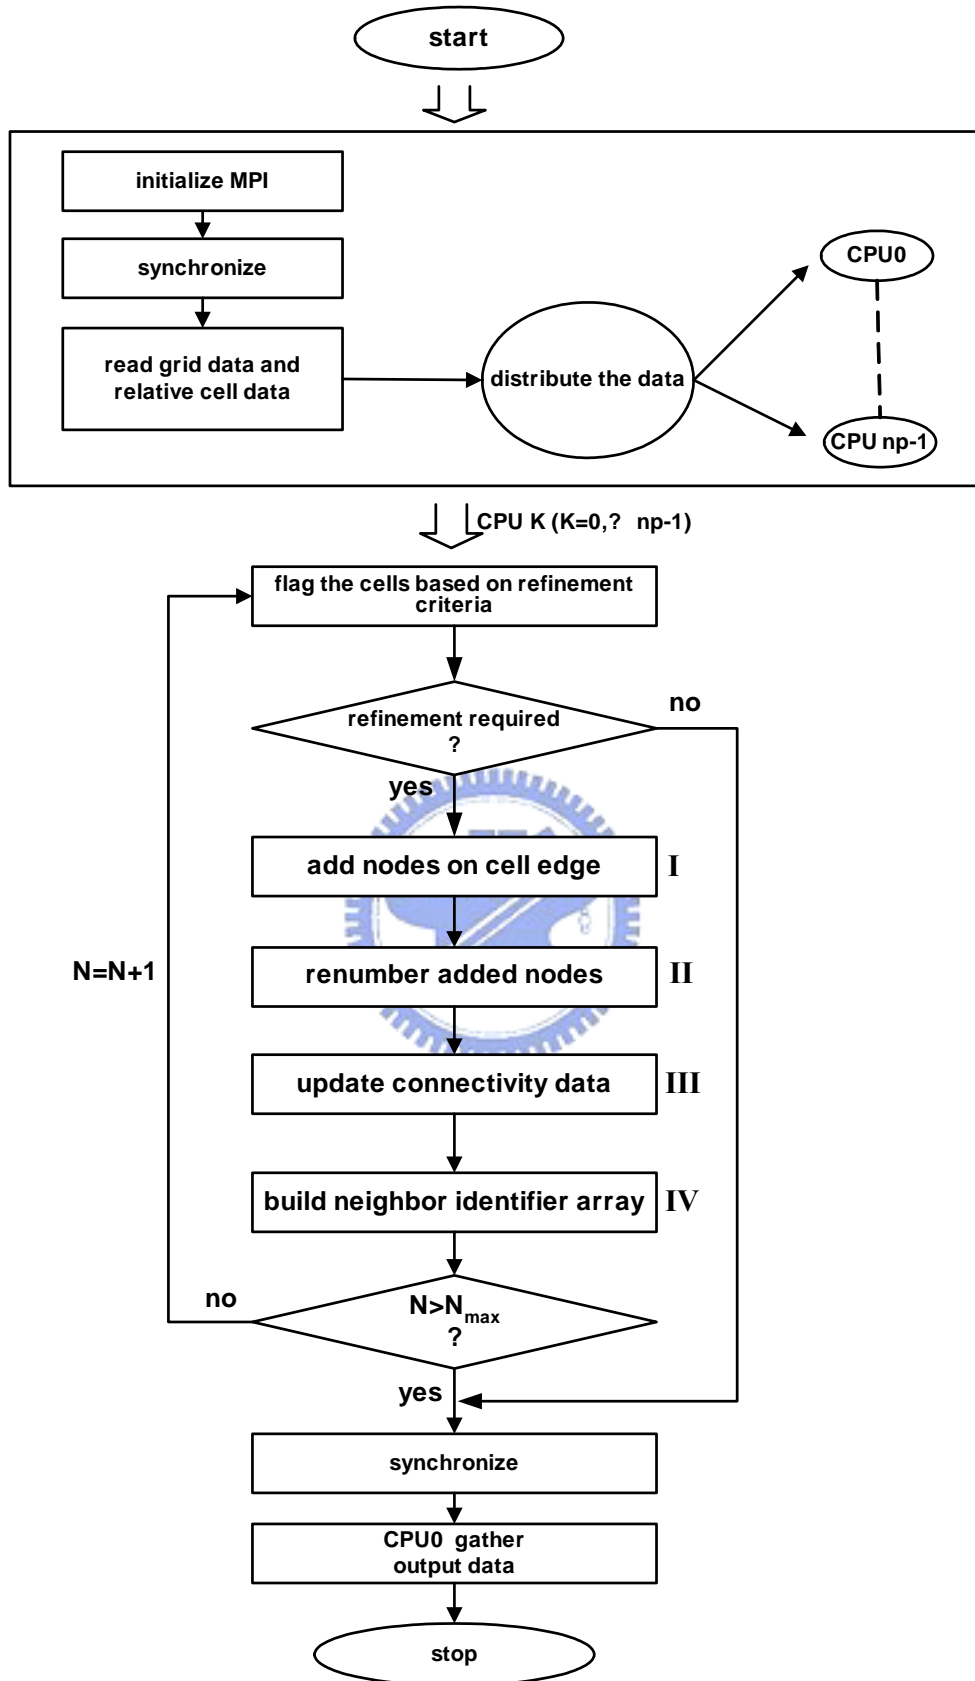 start
initialize MPI
synchronize
read grid data and
relative cell data
distribute the data
CPU0
CPU np-1
CPU K (K=0,? np-1)
flag the cells based on refinement
criteria
refinement required
?
no
yes
add nodes on cell edge
I
renumber added nodes
II
N=N+1
update connectivity data
III
build neighbor identifier array
IV
no
N>Nmax
?
yes
synchronize
CPU0 gather
output data
stop